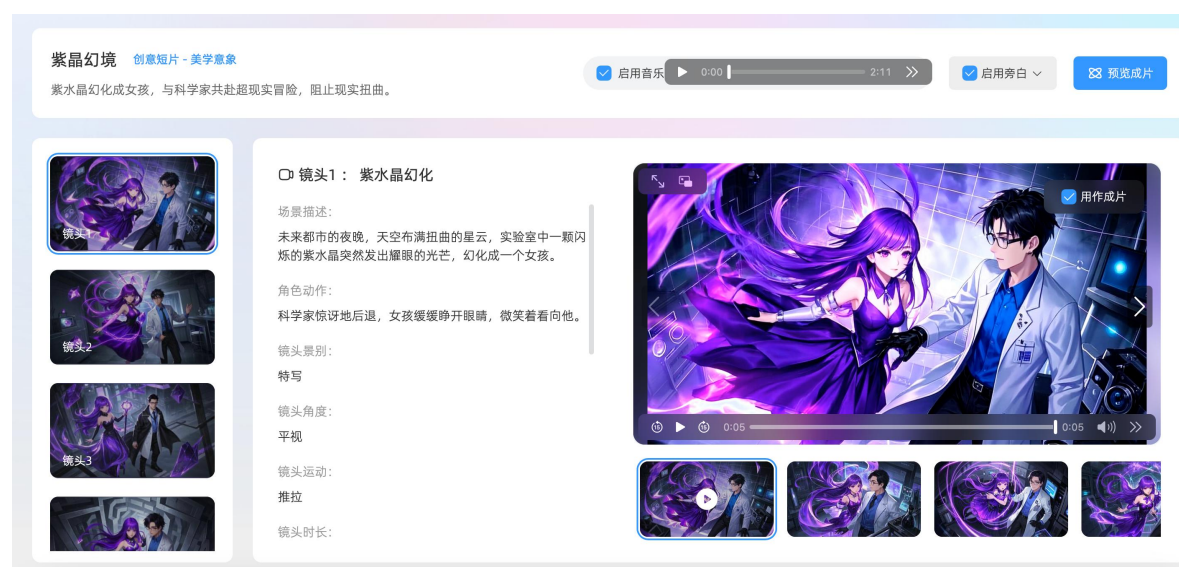 紫晶幻境 创意短片 - 美学意象
紫水晶幻化成女孩，与科学家共赴超现实冒险，阻止现实扭曲。
启用音乐 0:00 2:11
启用旁白
预览成片
镜头1
镜头2
镜头3
镜头1： 紫水晶幻化
场景描述：
未来都市的夜晚，天空布满扭曲的星云，实验室中一颗闪
烁的紫水晶突然发出耀眼的光芒，幻化成一个女孩。
角色动作：
科学家惊讶地后退，女孩缓缓睁开眼睛，微笑着看向他。
镜头景别：
特写
镜头角度：
平视
镜头运动：
推拉
镜头时长：
用作成片
15 15 0:05 0:05